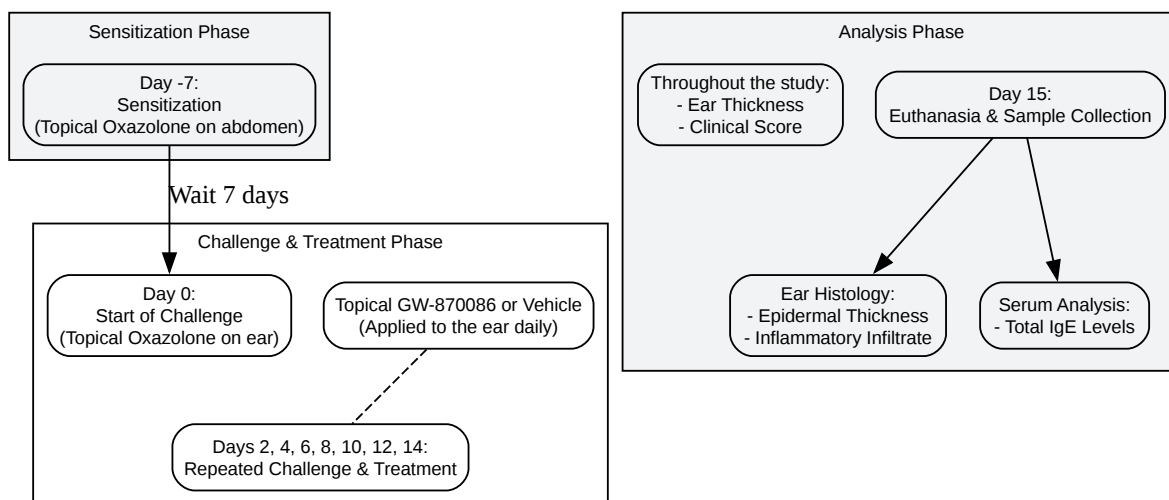 Sensitization Phase
Day -7:
Sensitization
(Topical Oxazolone on abdomen)
Wait 7 days
Challenge & Treatment Phase
Day 0:
Start of Challenge
(Topical Oxazolone on ear)
Topical GW-870086 or Vehicle
(Applied to the ear daily)
Days 2, 4, 6, 8, 10, 12, 14:
Repeated Challenge & Treatment
Analysis Phase
Throughout the study:
- Ear Thickness
- Clinical Score
Day 15:
Euthanasia & Sample Collection
Ear Histology:
- Epidermal Thickness
- Inflammatory Infiltrate
Serum Analysis:
- Total IgE Levels